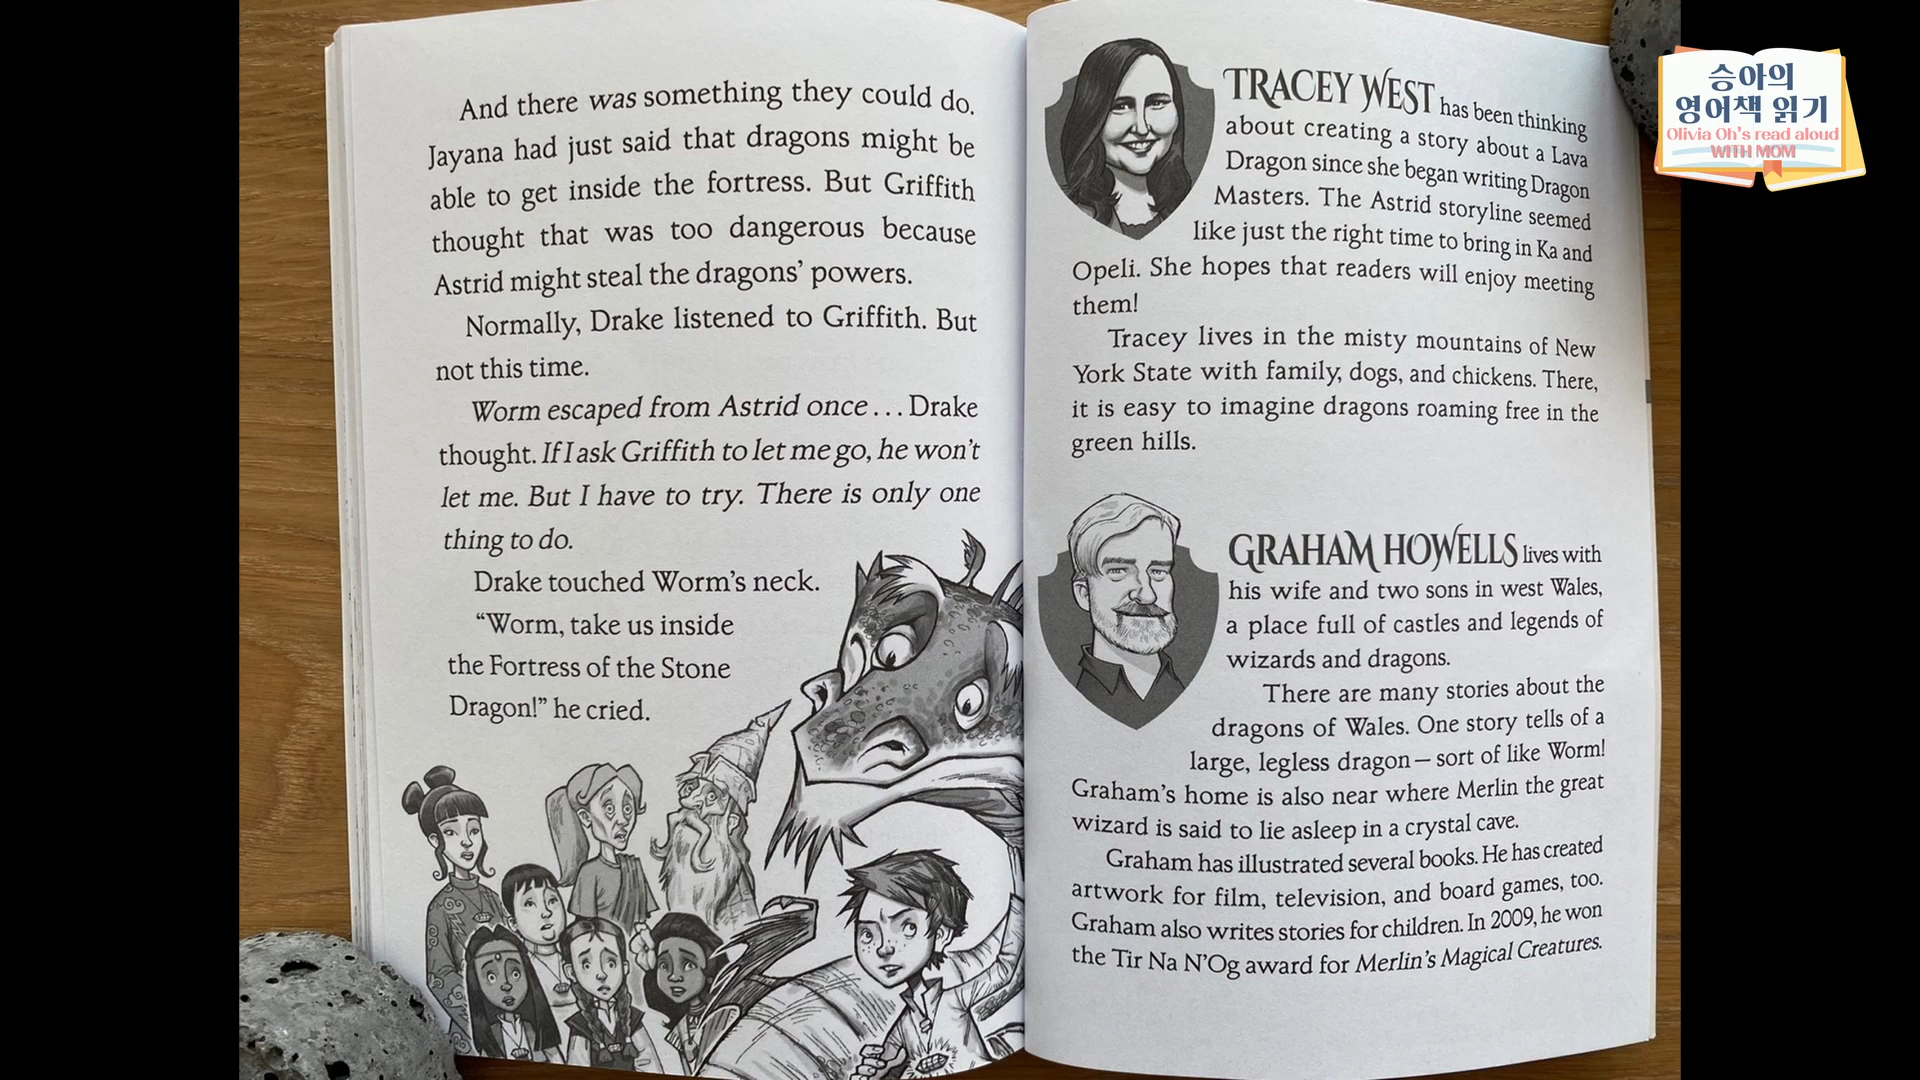 And there was something they could do.
Jayana had just said that dragons might be
able to get inside the fortress. But Griffith
thought that was too dangerous because
Astrid might steal the dragons' powers.
Normally, Drake listened to Griffith. But
not this time.
Worm escaped from Astrid once... Drake
thought. If I ask Griffith to let me go, he won't
let me. But I have to try. There is only one
thing to do.
Drake touched Worm's neck.
"Worm, take us inside
the Fortress of the Stone
Dragon!" he cried.
TRACEY WEST has been thinking
about creating a story about a Lava
Dragon since she began writing Dragon
Masters. The Astrid storyline seemed
like just the right time to bring in Ka and
Opeli. She hopes that readers will enjoy meeting
them!
Tracey lives in the misty mountains of New
York State with family, dogs, and chickens. There,
it is easy to imagine dragons roaming free in the
green hills.
GRAHAM HOWELLS lives with
his wife and two sons in west Wales,
a place full of castles and legends of
wizards and dragons.
There are many stories about the
dragons of Wales. One story tells of a
large, legless dragon — sort of like Worm!
Graham's home is also near where Merlin the great
wizard is said to lie asleep in a crystal cave.
Graham has illustrated several books. He has created
artwork for film, television, and board games, too.
Graham also writes stories for children. In 2009, he won
the Tir Na N'Og award for Merlin's Magical Creatures.
승아의
영어책 읽기
Olivia Oh's read aloud
WITH MOM